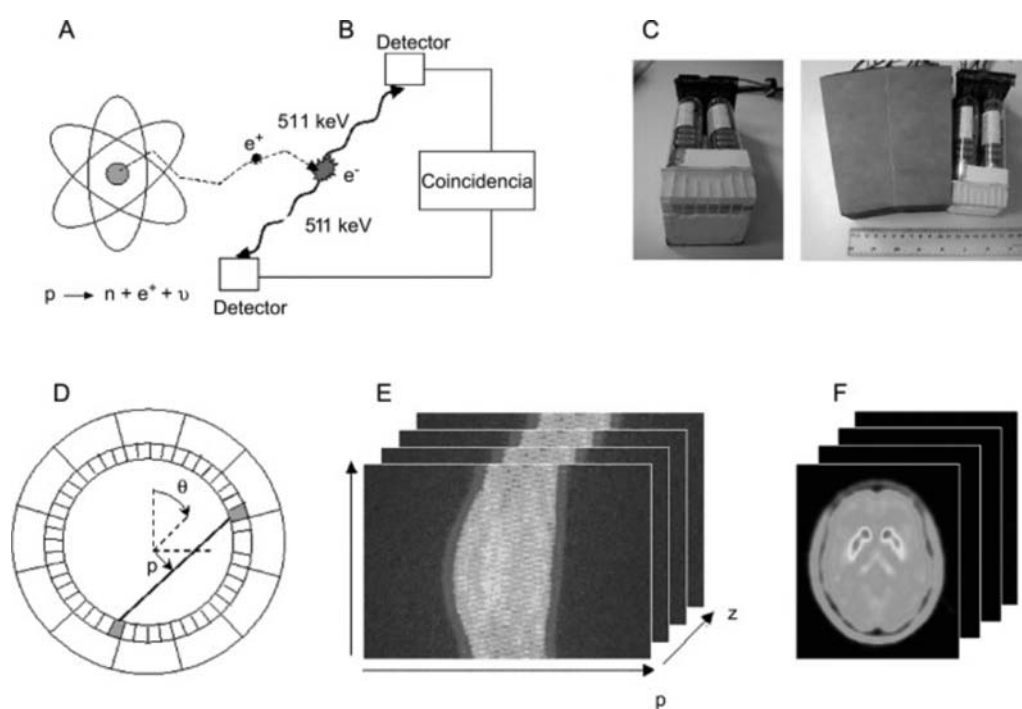 A
B
C
Detector
511 keV
e+
e-
Coincidencia
511 keV
p → n + e+ + υ
Detector
D
E
F
θ
p
z
p